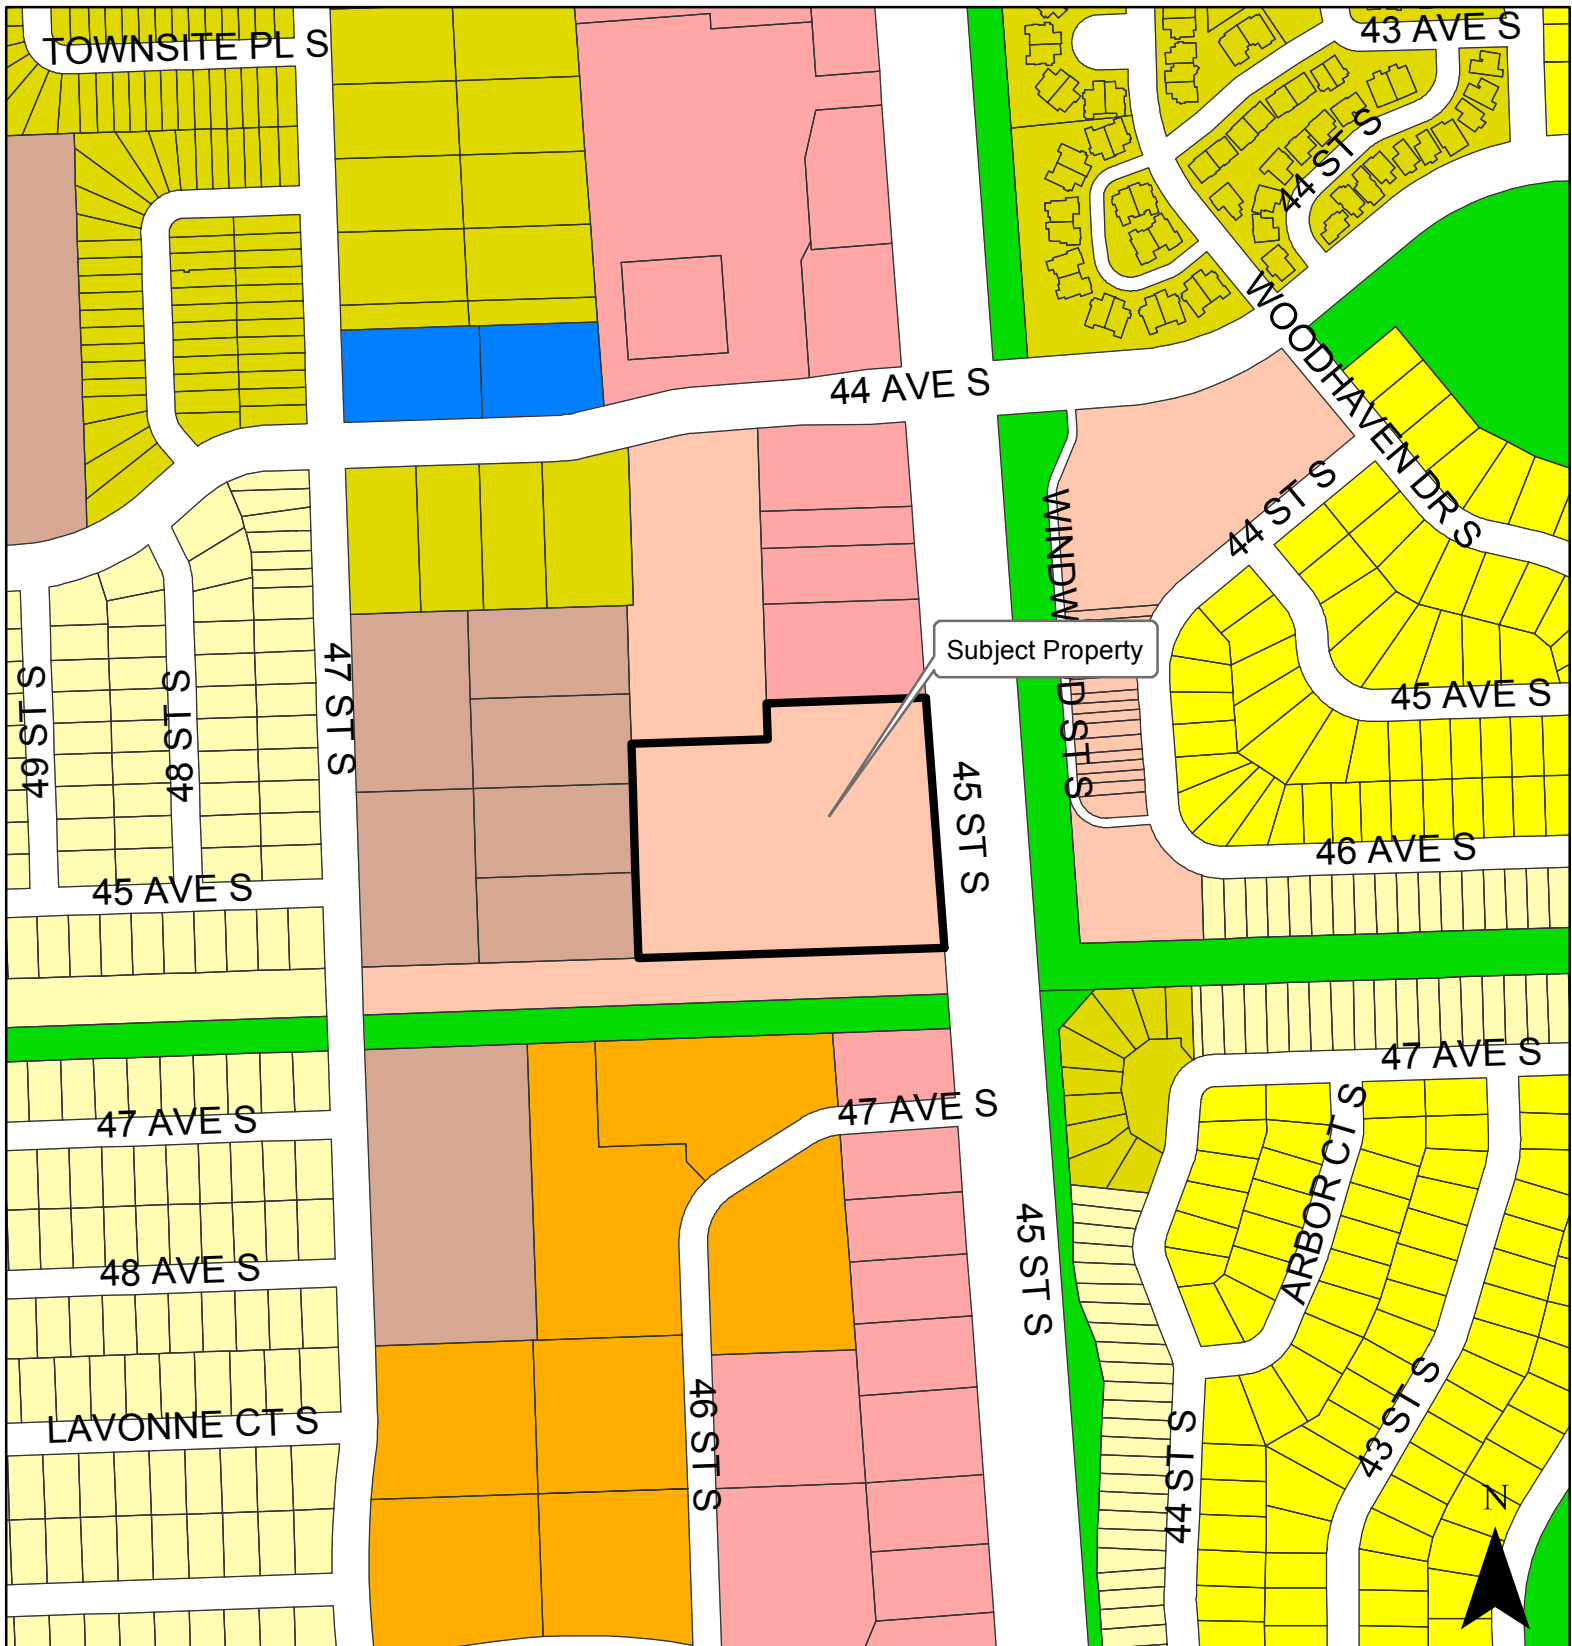 TOWNSITE PL S
43 AVE S
44 ST S
WOODHAVEN DR S
44 AVE S
44 ST S
WINDW
D ST S
Subject Property
47 ST S
49 ST S
48 ST S
45 AVE S
45 ST S
46 AVE S
45 AVE S
47 AVE S
47 AVE S
47 AVE S
ARBOR CT S
45 ST S
48 AVE S
46 ST S
43 ST S
44 ST S
LAVONNE CT S
N